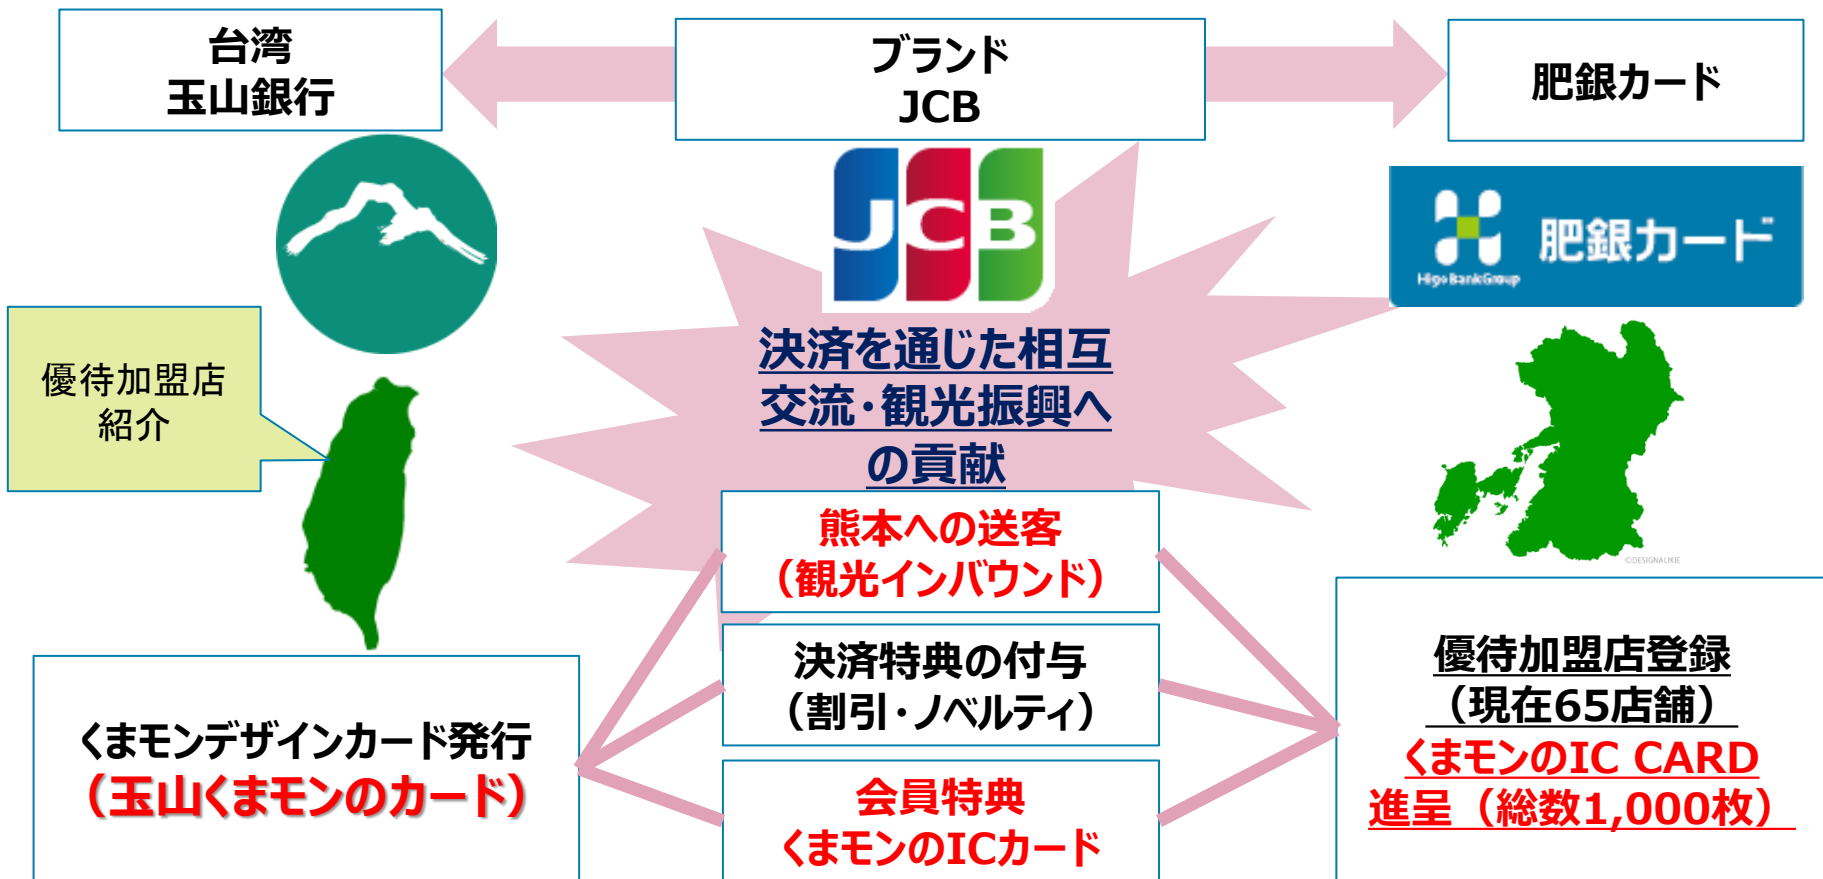 台湾
玉山銀行
ブランド
JCB
肥銀カード
JCB
Higo Bank Group
肥銀カード
優待加盟店
紹介
決済を通じた相互
交流・観光振興へ
の貢献
©DESIGNALIKIE
熊本への送客
（観光インバウンド）
決済特典の付与
（割引・ノベルティ）
会員特典
くまモンのICカード
くまモンデザインカード発行
（玉山くまモンのカード）
優待加盟店登録
（現在65店舗）
くまモンのIC CARD
進呈（総数1,000枚）